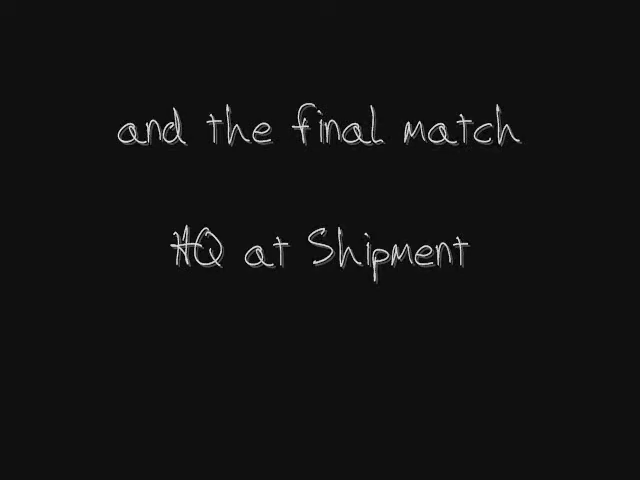 and the final match
HQ at Shipment